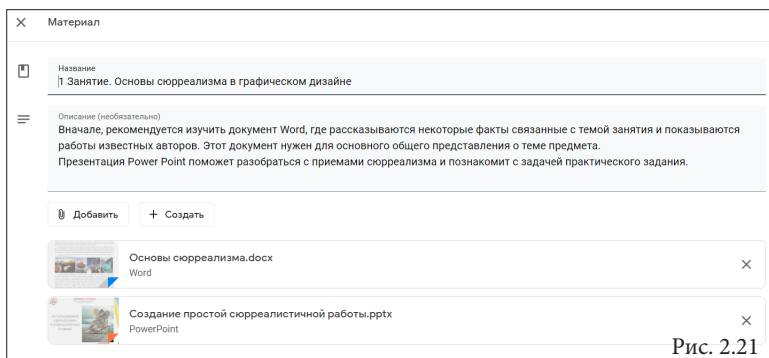 Материал
Название
1 Занятие. Основы сюрреализма в графическом дизайне
Описание (необязательно)
Вначале, рекомендуется изучить документ Word, где рассказываются некоторые факты связанные с темой занятия и показываются
работы известных авторов. Этот документ нужен для основного общего представления о теме предмета.
Презентация Power Point поможет разобраться с приемами сюрреализма и познакомит с задачей практического задания.
Добавить
Создать
Основы сюрреализма.docx
Word
Создание простой сюрреалистичной работы.pptx
PowerPoint
Рис. 2.21